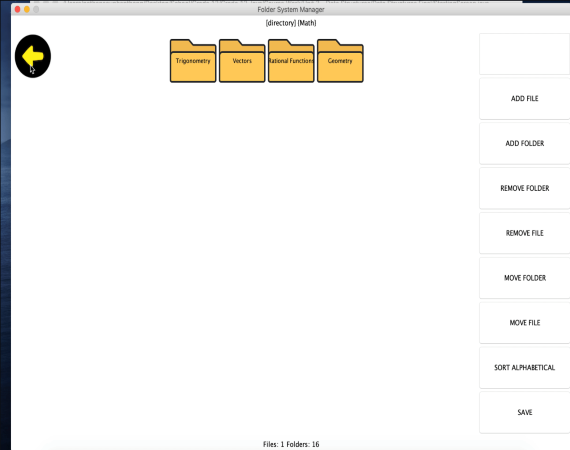 Folder System Manager
[directory] (Math)
Trigonometry
Vectors
Rational Functions
Geometry
ADD FILE
ADD FOLDER
REMOVE FOLDER
REMOVE FILE
MOVE FOLDER
MOVE FILE
SORT ALPHABETICAL
SAVE
Files: 1 Folders: 16